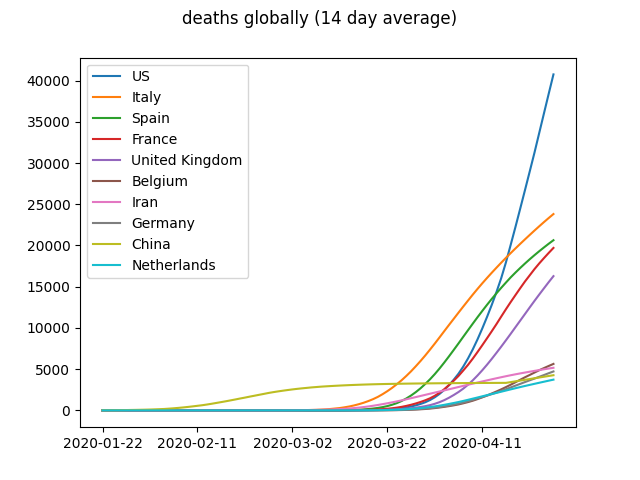 deaths globally (14 day average)
US
Italy
Spain
France
United Kingdom
Belgium
Iran
Germany
China
Netherlands
40000
35000
30000
25000
20000
15000
10000
5000
0
2020-01-22 2020-02-11 2020-03-02 2020-03-22 2020-04-11